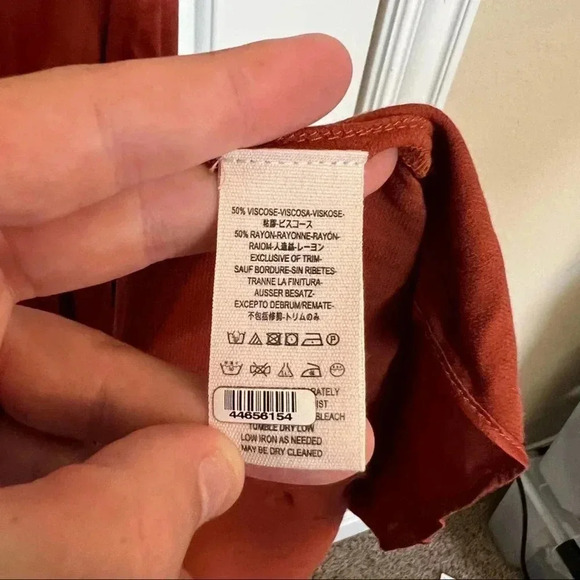 50% VISCOSE-VISCOSA-VISKOSE-
粘膠-ビスコース
50% RAYON-RAYONNE-RAYÓN-
RAIOM-人造絲-レーヨン
EXCLUSIVE OF TRIM-
SAUF BORDURE-SIN RIBETES-
TRANNE LA FINITURA-
AUSSER BESATZ-
EXCEPTO DEBRUM/REMATE-
不包括修剪-トリムのみ
P
44656154
BLEACH
TUMBLE DRY LOW
LOW IRON AS NEEDED
MAY BE DRY CLEANED